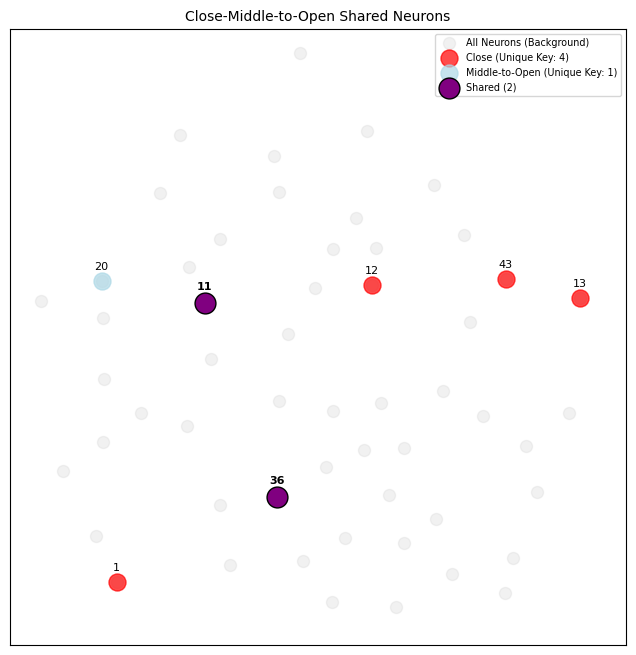 Close-Middle-to-Open Shared Neurons
All Neurons (Background)
Close (Unique Key: 4)
Middle-to-Open (Unique Key: 1)
Shared (2)
20
11
12
43
13
36
1